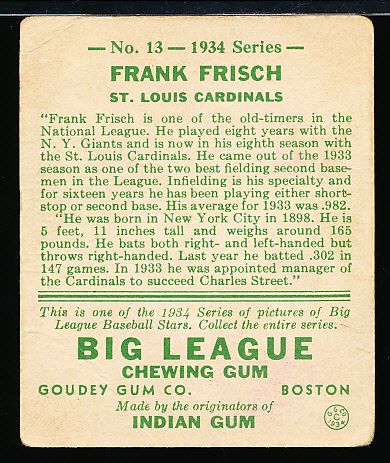 — No. 13 — 1934 Series —
FRANK FRISCH
ST. LOUIS CARDINALS
"Frank Frisch is one of the old-timers in the
National League. He played eight years with the
N. Y. Giants and is now in his eighth season with
the St. Louis Cardinals. He came out of the 1933
season as one of the two best fielding second base-
men in the League. Infielding is his specialty and
for sixteen years he has been playing either short-
stop or second base. His average for 1933 was .982.
"He was born in New York City in 1898. He is
5 feet, 11 inches tall and weighs around 165
pounds. He bats both right- and left-handed but
throws right-handed. Last year he batted .302 in
147 games. In 1933 he was appointed manager of
the Cardinals to succeed Charles Street."
This is one of the 1934 Series of pictures of Big
League Baseball Stars. Collect the entire series.
BIG LEAGUE
CHEWING GUM
GOUDEY GUM CO. BOSTON
Made by the originators of
INDIAN GUM
G. G. CO.
C
1934